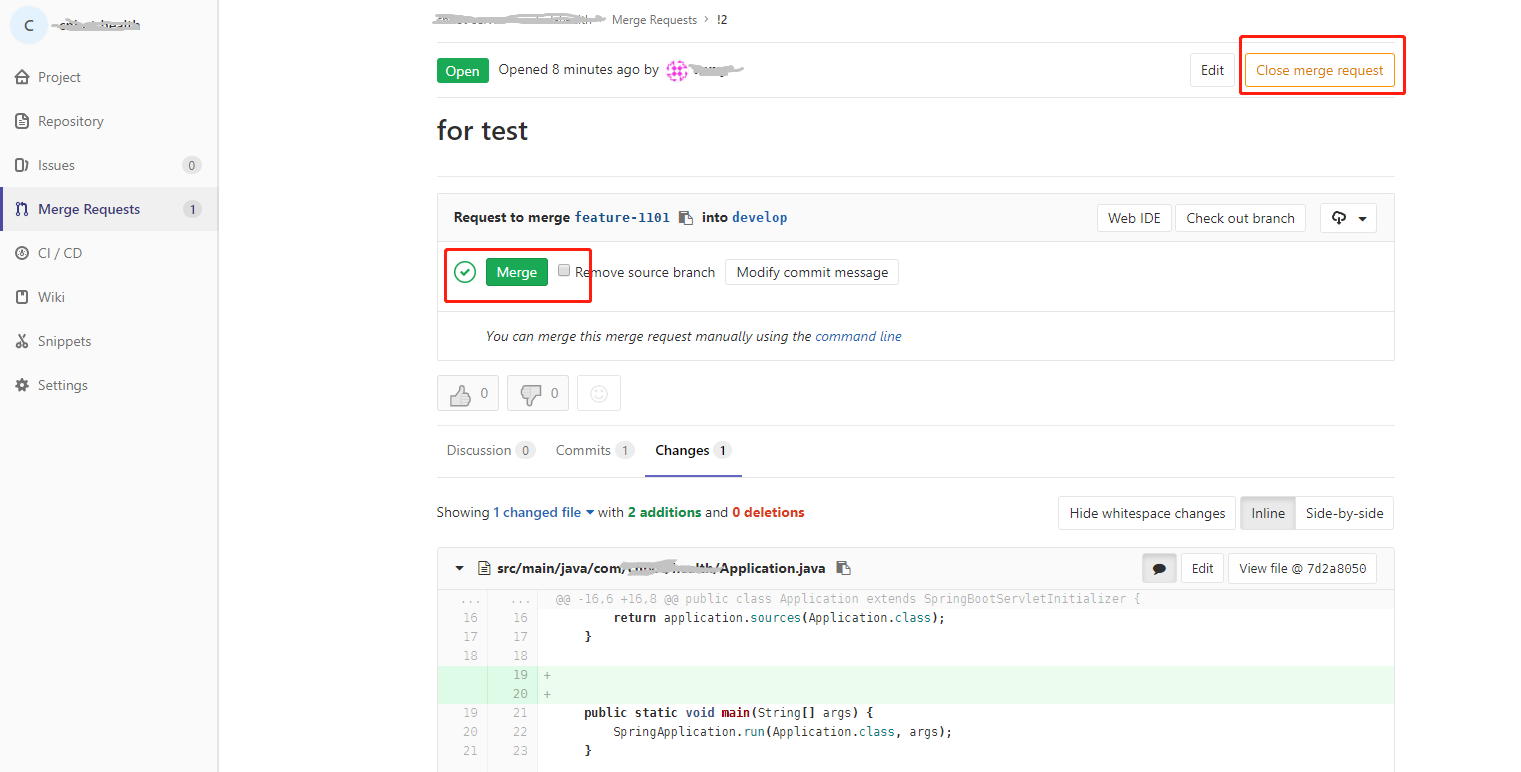 C
Project
Repository
Issues 0
Merge Requests 1
CI / CD
Wiki
Snippets
Settings
Merge Requests > !2
Open Opened 8 minutes ago by
Edit Close merge request
for test
Request to merge feature-1101 into develop Web IDE Check out branch
Merge Remove source branch Modify commit message
You can merge this merge request manually using the command line
0 0
Discussion 0 Commits 1 Changes 1
Showing 1 changed file with 2 additions and 0 deletions Hide whitespace changes Inline Side-by-side
src/main/java/com/ /Application.java Edit View file @ 7d2a8050
... ... @@ -16,6 +16,8 @@ public class Application extends SpringBootServletInitializer {
16 16 return application.sources(Application.class);
17 17 }
18 18
19 +
20 +
19 21 public static void main(String[] args) {
20 22 SpringApplication.run(Application.class, args);
21 23 }